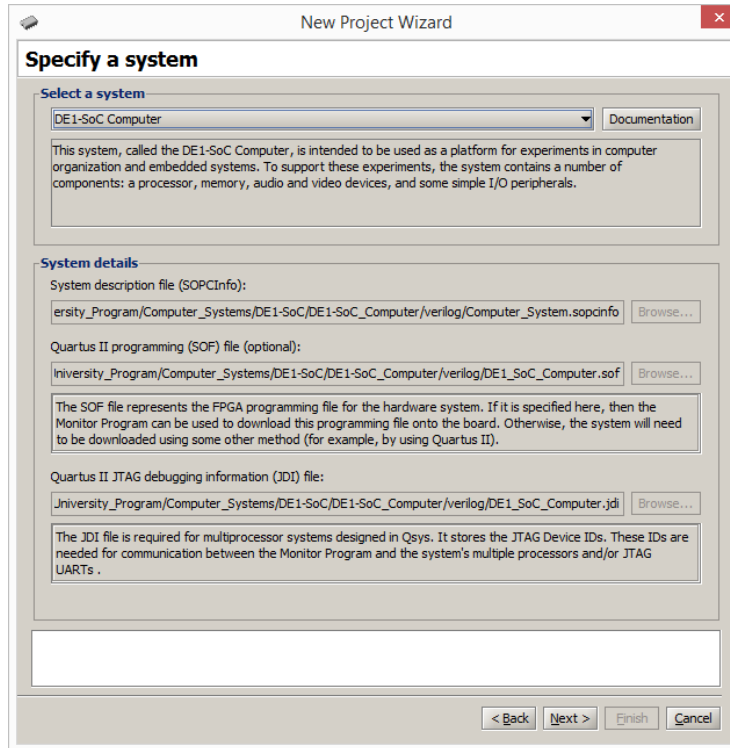 New Project Wizard
Specify a system
Select a system
DE1-SoC Computer
Documentation
This system, called the DE1-SoC Computer, is intended to be used as a platform for experiments in computer
organization and embedded systems. To support these experiments, the system contains a number of
components: a processor, memory, audio and video devices, and some simple I/O peripherals.
System details
System description file (SOPCInfo):
ersity_Program/Computer_Systems/DE1-SoC/DE1-SoC_Computer/verilog/Computer_System.sopcinfo
Browse...
Quartus II programming (SOF) file (optional):
Iniversity_Program/Computer_Systems/DE1-SoC/DE1-SoC_Computer/verilog/DE1_SoC_Computer.sof
Browse...
The SOF file represents the FPGA programming file for the hardware system. If it is specified here, then the
Monitor Program can be used to download this programming file onto the board. Otherwise, the system will need
to be downloaded using some other method (for example, by using Quartus II).
Quartus II JTAG debugging information (JDI) file:
University_Program/Computer_Systems/DE1-SoC/DE1-SoC_Computer/verilog/DE1_SoC_Computer.jdi
Browse...
The JDI file is required for multiprocessor systems designed in Qsys. It stores the JTAG Device IDs. These IDs are
needed for communication between the Monitor Program and the system's multiple processors and/or JTAG
UARTs .
< Back
Next >
Finish
Cancel